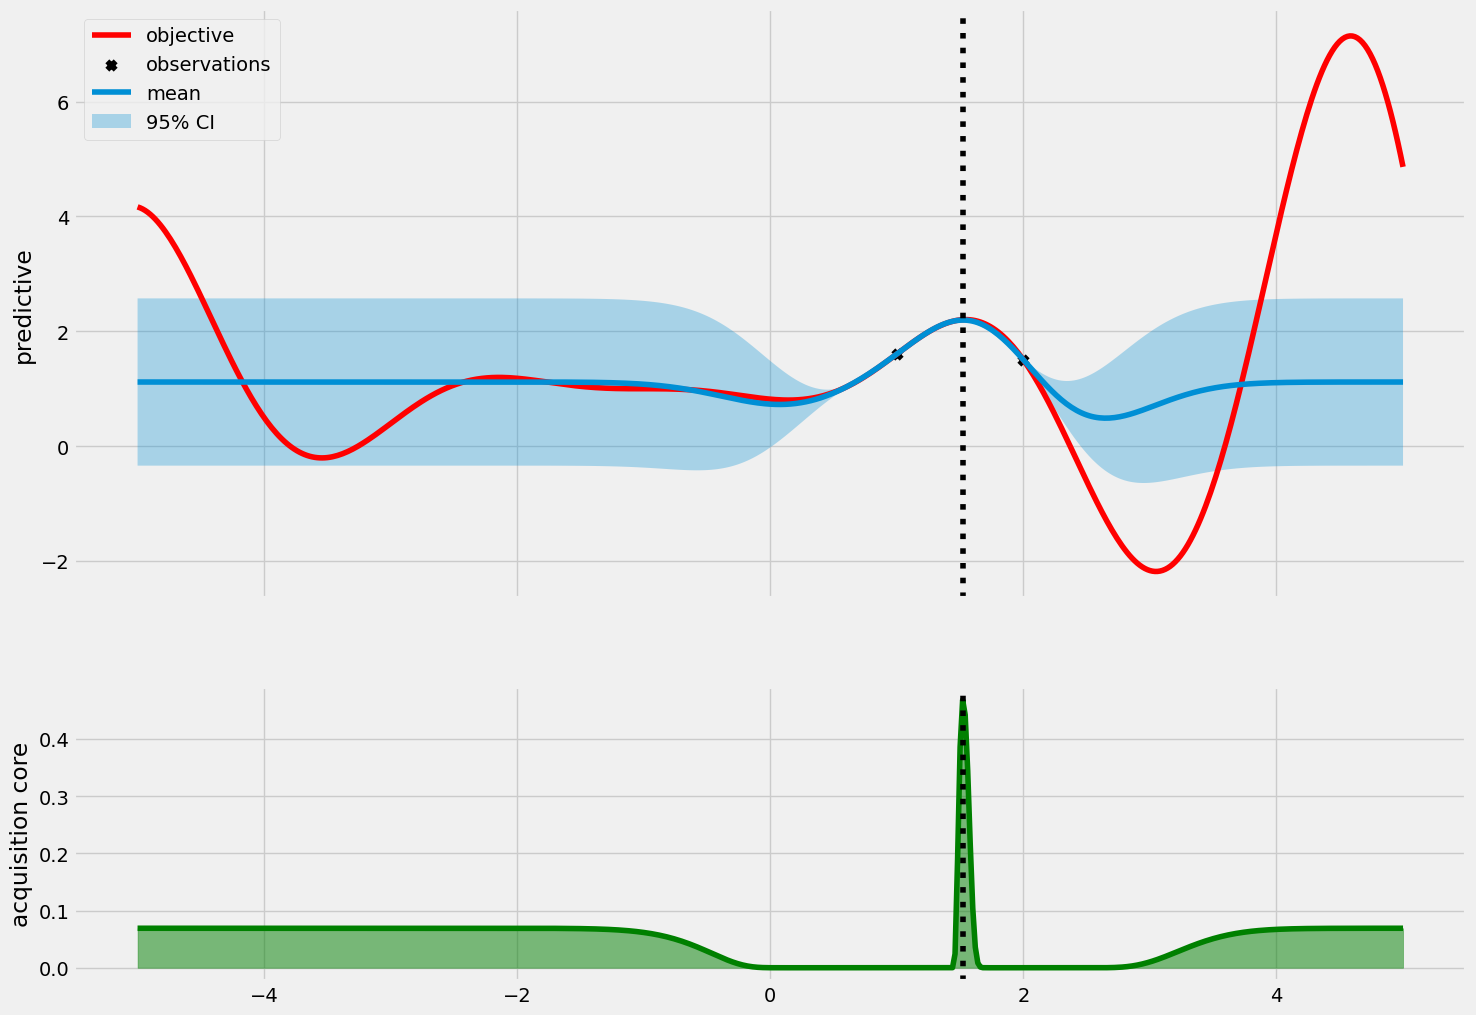 objective
observations
mean
95% CI
predictive
6
4
2
0
−2
acquisition core
0.4
0.3
0.2
0.1
0.0
−4
−2
0
2
4